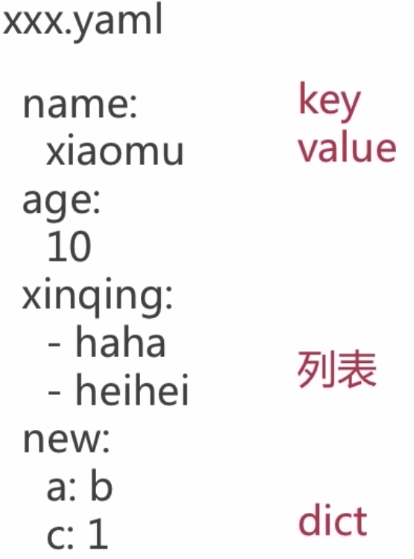 xxx.yaml
name: key
xiaomu value
age:
10
xinqing:
- haha
- heihei 列表
new:
a: b
c: 1 dict